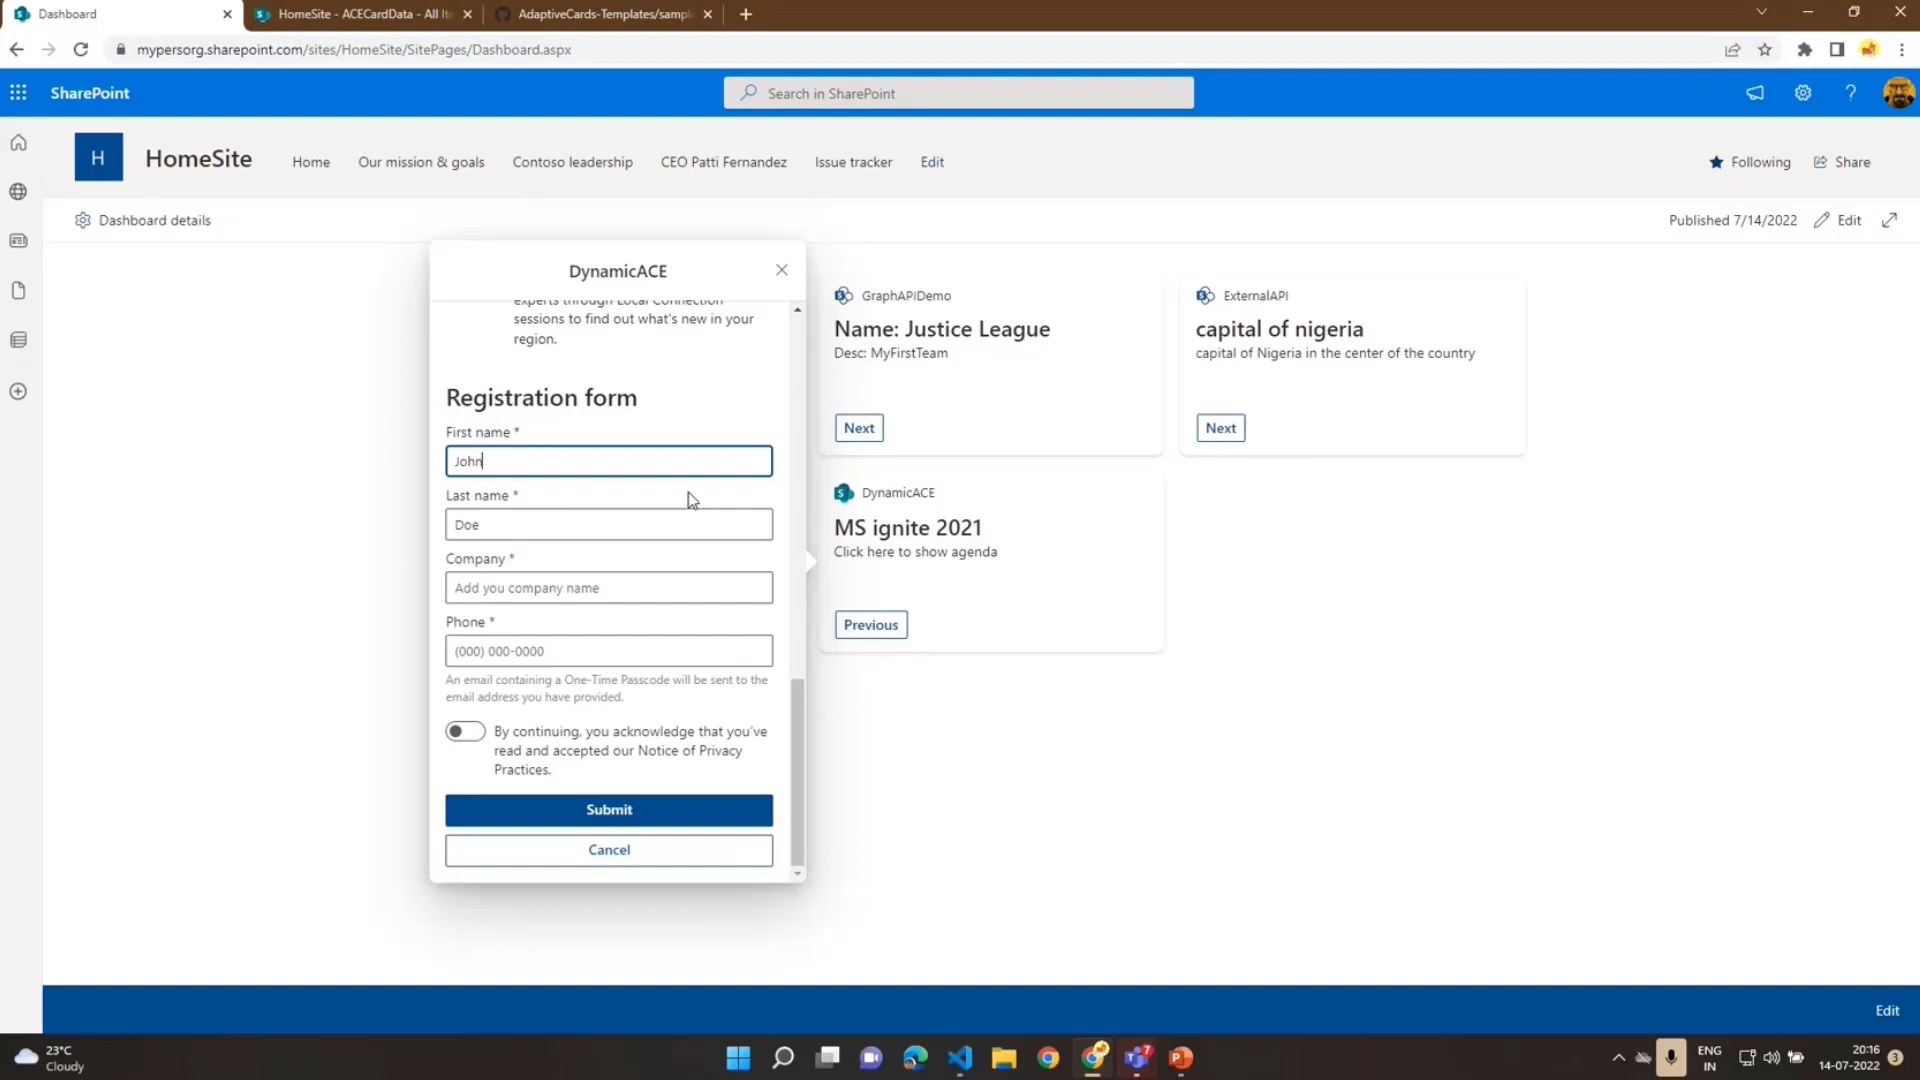 Dashboard
HomeSite - ACECardData - All Ite
AdaptiveCards-Templates/sampl
mypersorg.sharepoint.com/sites/HomeSite/SitePages/Dashboard.aspx
SharePoint
Search in SharePoint
H
HomeSite
Home
Our mission & goals
Contoso leadership
CEO Patti Fernandez
Issue tracker
Edit
Following
Share
Dashboard details
Published 7/14/2022
Edit
DynamicACE
experts through Local Connection
sessions to find out what's new in your
region.
Registration form
First name *
John
Last name *
Doe
Company *
Add you company name
Phone *
(000) 000-0000
An email containing a One-Time Passcode will be sent to the
email address you have provided.
By continuing, you acknowledge that you've
read and accepted our Notice of Privacy
Practices.
Submit
Cancel
GraphAPIDemo
Name: Justice League
Desc: MyFirstTeam
Next
ExternalAPI
capital of nigeria
capital of Nigeria in the center of the country
Next
DynamicACE
MS ignite 2021
Click here to show agenda
Previous
Edit
23°C
Cloudy
ENG
IN
20:16
14-07-2022
3